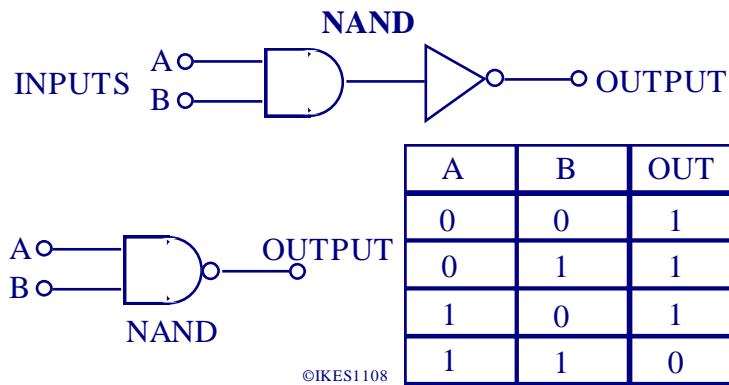 NAND
INPUTS A B OUTPUT
A B OUT
0 0 1
0 1 1
1 0 1
1 1 0
A OUTPUT
B
NAND
©IKES1108